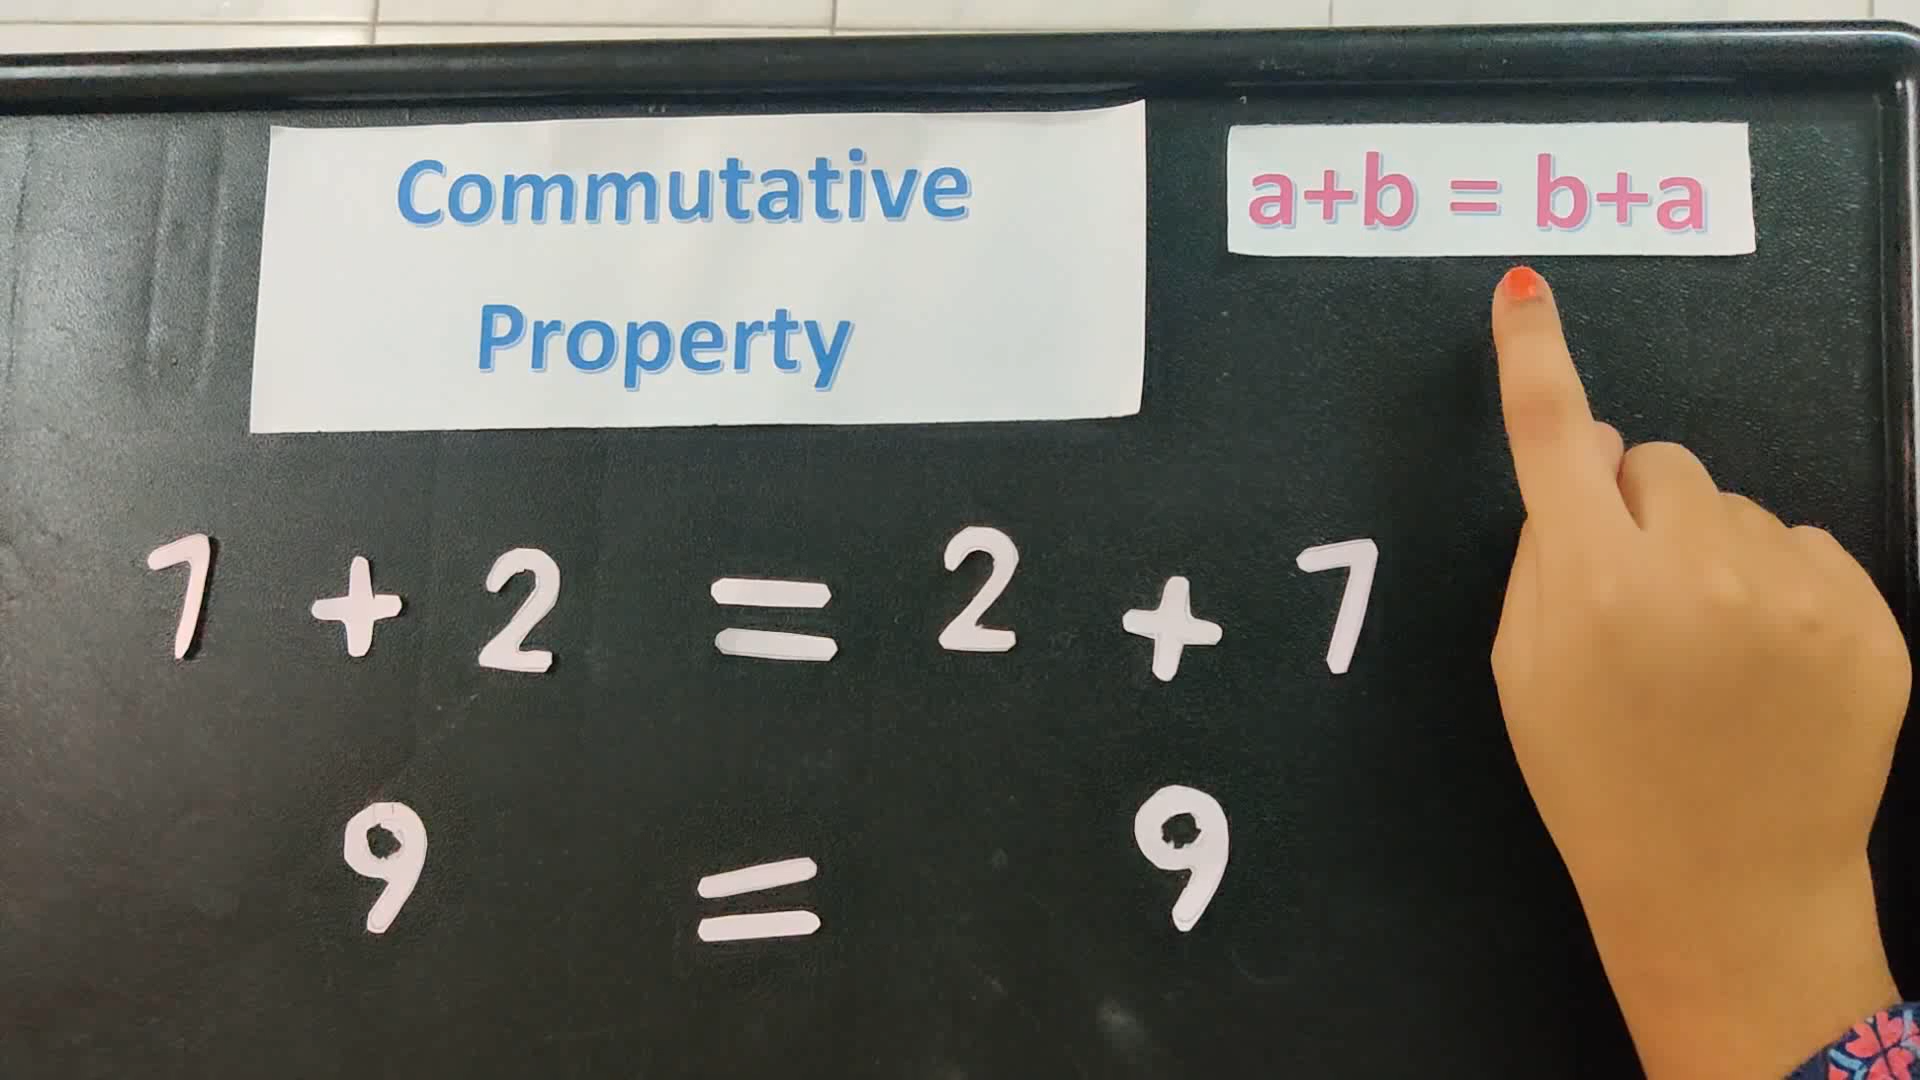 Commutative
Property
a+b = b+a
7 + 2 = 2 + 7
9 = 9